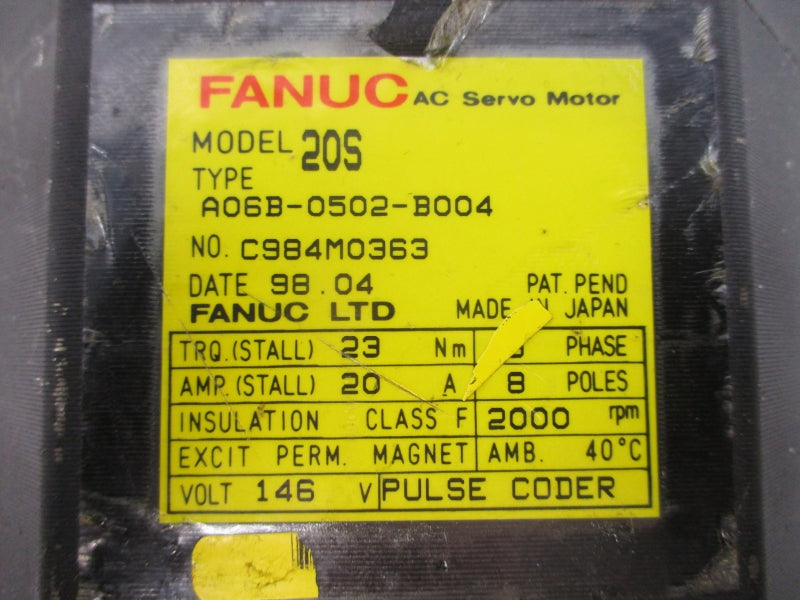 FANUC AC Servo Motor
MODEL 20S
TYPE
A06B-0502-B004
NO. C984M0363
DATE 98.04 PAT. PEND
FANUC LTD MADE IN JAPAN
TRQ.(STALL) 23 Nm PHASE
AMP.(STALL) 20 A 8 POLES
INSULATION CLASS F 2000 rpm
EXCIT PERM. MAGNET AMB. 40°C
VOLT 146 V PULSE CODER